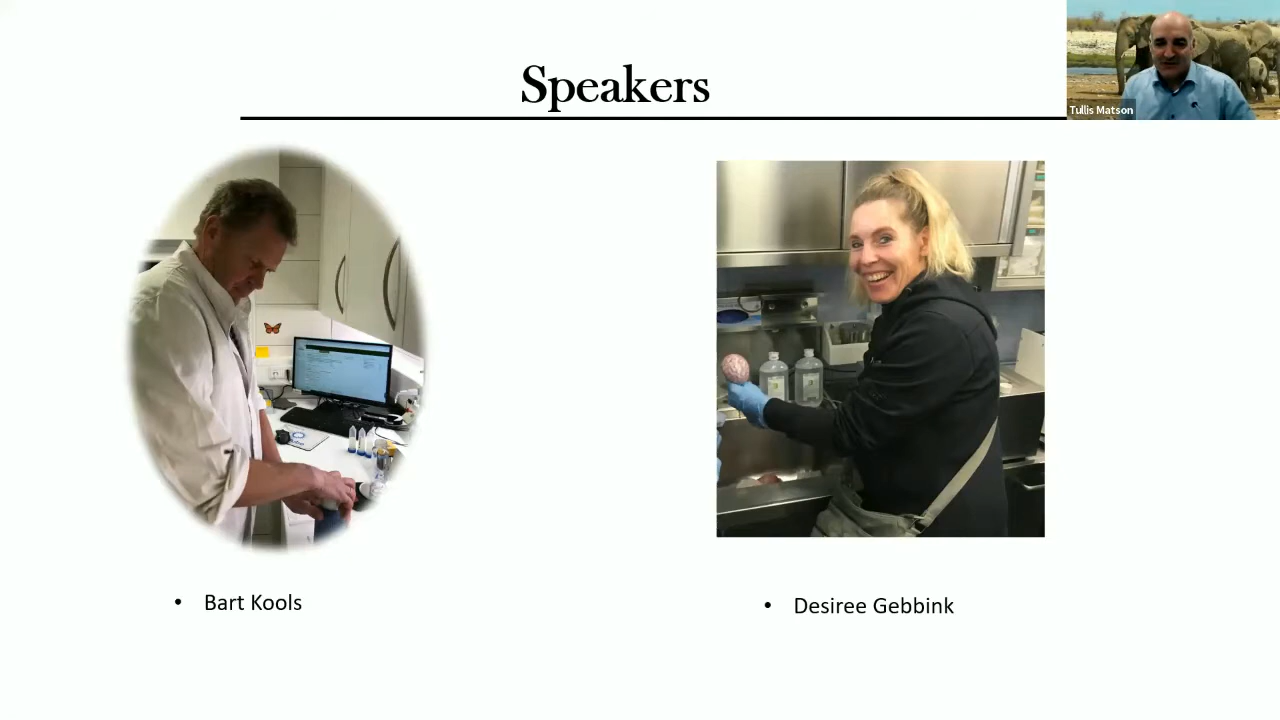 Speakers
Tullis Matson
• Bart Kools
• Desiree Gebbink